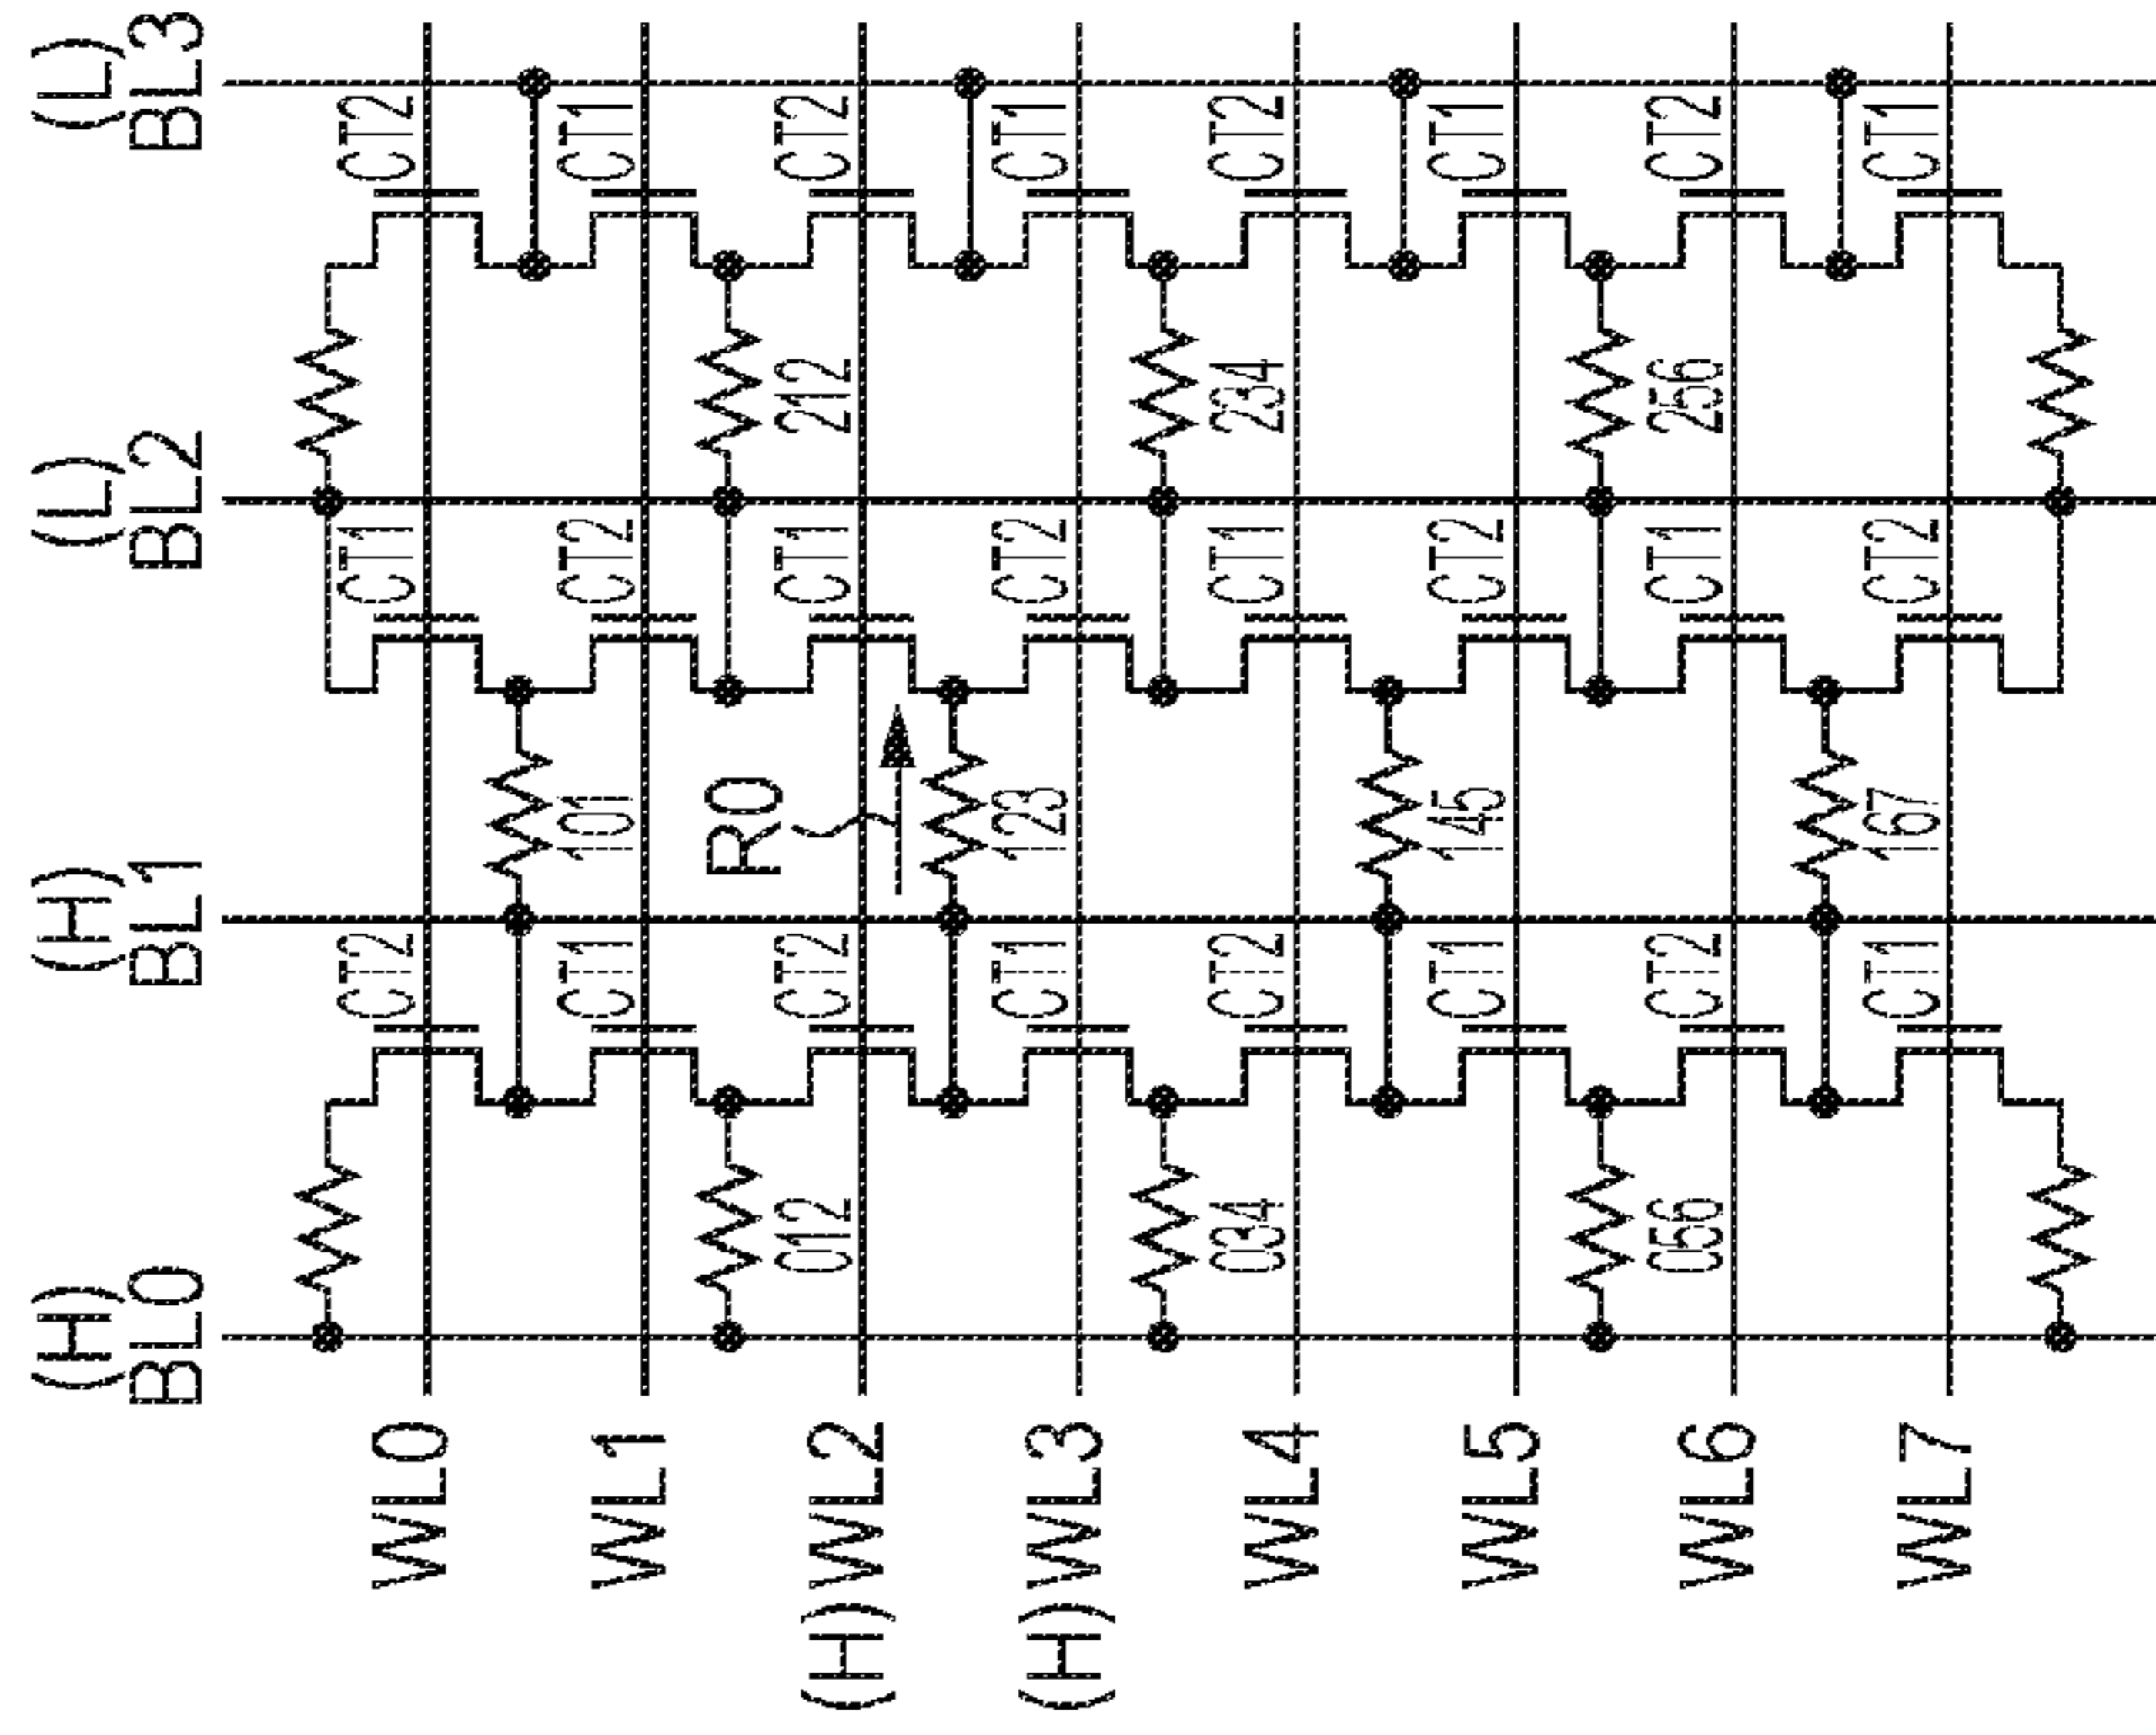 (H) (H) (L) (L)
BL0 BL1 BL2 BL3
WL0 CT2 CT1 CT2
WL1 CT1 101 CT2 CT1
R0
(H)WL2 012 CT2 CT1 212 CT2
(H)WL3 CT1 123 CT2 CT1
WL4 034 CT2 CT1 234 CT2
WL5 CT1 145 CT2 CT1
WL6 056 CT2 CT1 256 CT2
WL7 CT1 167 CT2 CT1